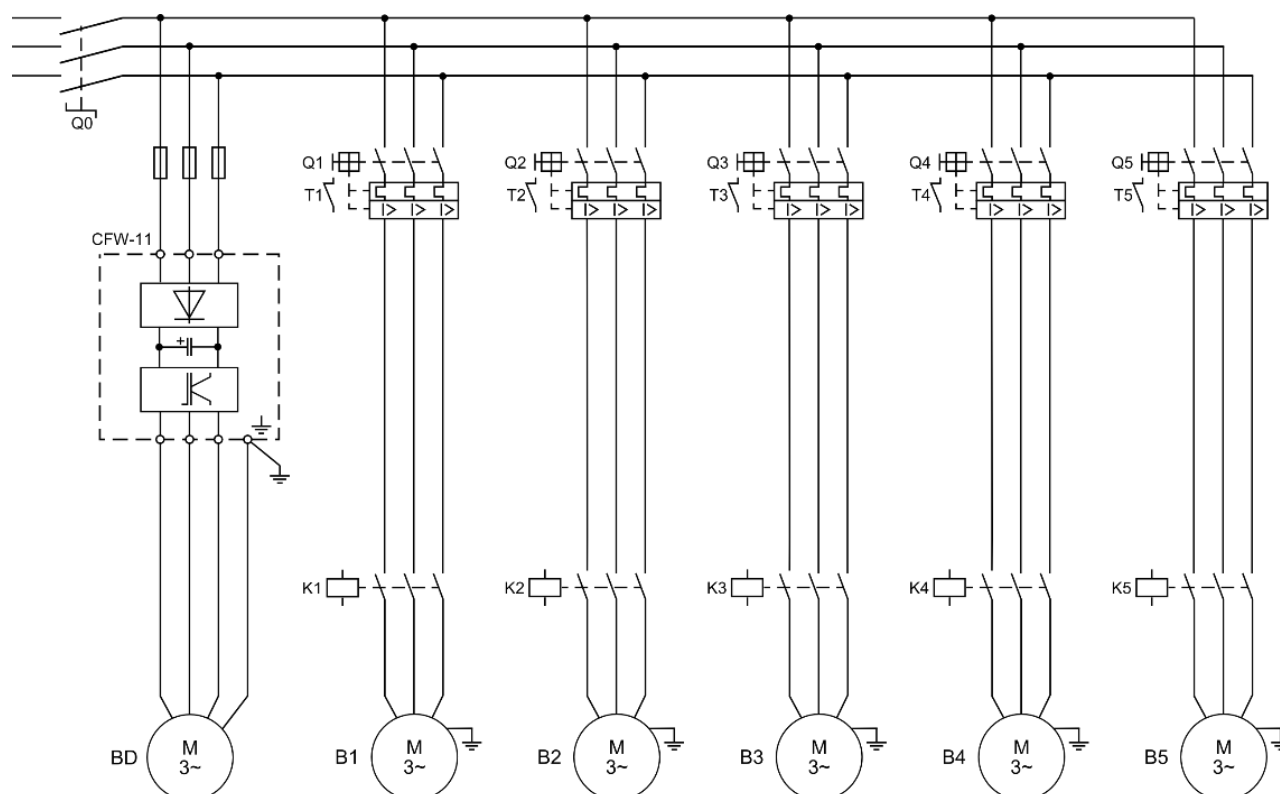 Q0
Q1 Q2 Q3 Q4 Q5
T1 T2 T3 T4 T5
I> I> I> I> I> I> I> I> I> I> I> I> I> I> I>
CFW-11
+
K1 K2 K3 K4 K5
BD M 3~ B1 M 3~ B2 M 3~ B3 M 3~ B4 M 3~ B5 M 3~